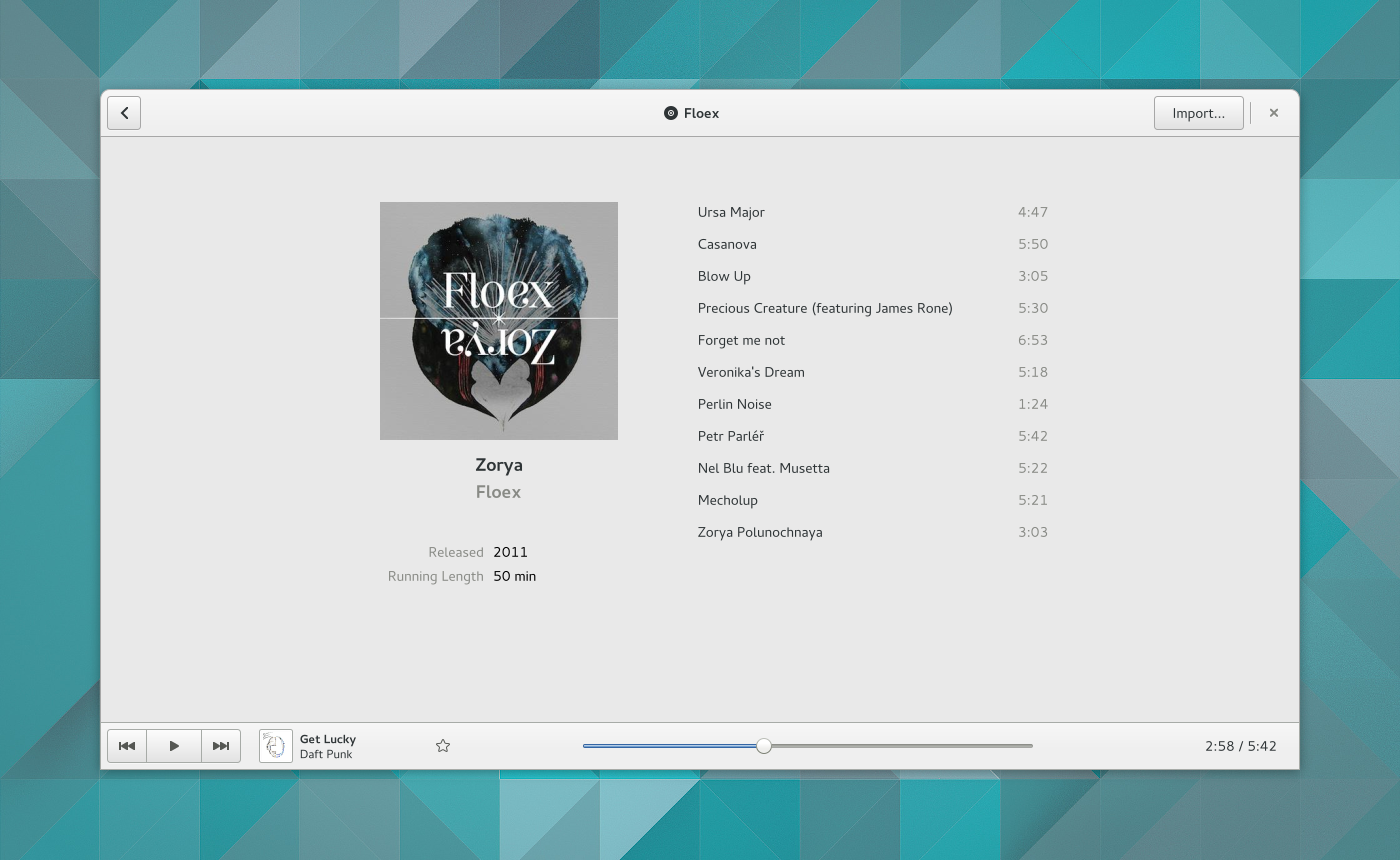 Floex
Import...
Floex
Zorya
Zorya
Floex
Released 2011
Running Length 50 min
Ursa Major 4:47
Casanova 5:50
Blow Up 3:05
Precious Creature (featuring James Rone) 5:30
Forget me not 6:53
Veronika's Dream 5:18
Perlin Noise 1:24
Petr Parléř 5:42
Nel Blu feat. Musetta 5:22
Mecholup 5:21
Zorya Polunochnaya 3:03
Get Lucky
Daft Punk
2:58 / 5:42